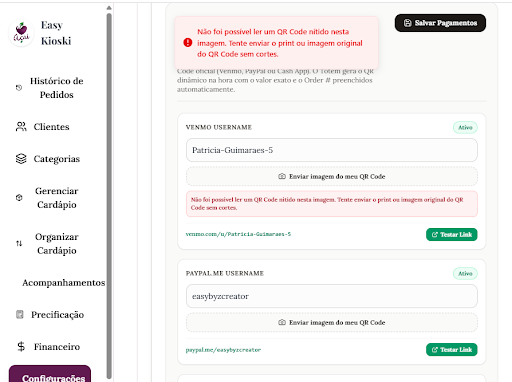 Easy
Kioski
Açaí
Histórico de
Pedidos
Clientes
Categorias
Gerenciar
Cardápio
Organizar
Cardápio
Acompanhamentos
Precificação
Financeiro
Configurações
Não foi possível ler um QR Code nítido nesta
imagem. Tente enviar o print ou imagem original
do QR Code sem cortes.
Salvar Pagamentos
Code oficial (Venmo, PayPal ou Cash App). O Totem gera o QR
dinâmico na hora com o valor exato e o Order # preenchidos
automaticamente.
VENMO USERNAME
Ativo
Patricia-Guimaraes-5
Enviar imagem do meu QR Code
Não foi possível ler um QR Code nítido nesta imagem. Tente enviar o print ou imagem original do QR
Code sem cortes.
venmo.com/u/Patricia-Guimaraes-5
Testar Link
PAYPAL.ME USERNAME
Ativo
easybyzcreator
Enviar imagem do meu QR Code
paypal.me/easybyzcreator
Testar Link